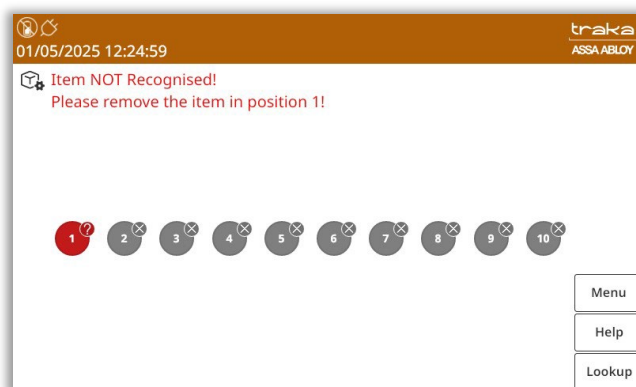 traka
01/05/2025 12:24:59
ASSA ABLOY
Item NOT Recognised!
Please remove the item in position 1!
1 ? 2 3 4 5 6 7 8 9 10
Menu
Help
Lookup